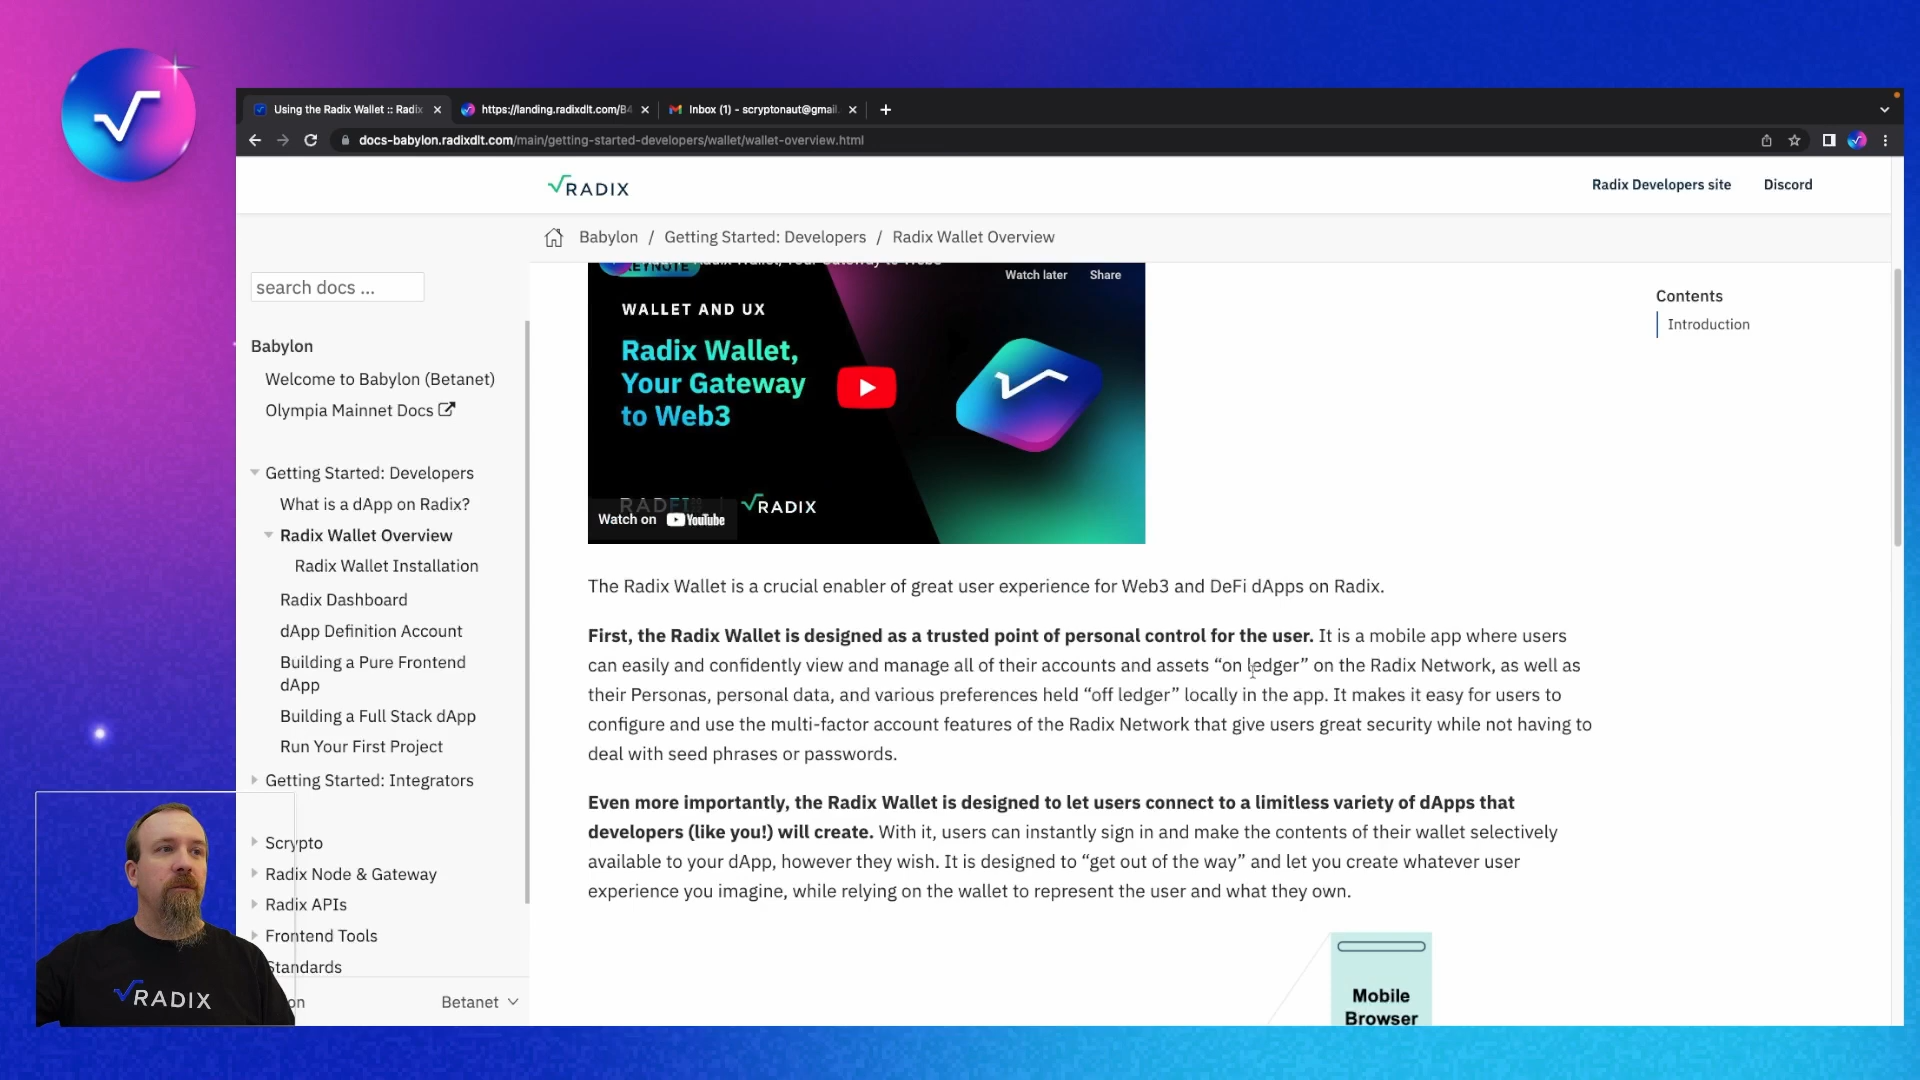 Using the Radix Wallet :: Radix
https://landing.radixdlt.com/B4
Inbox (1) - scryptonaut@gmail.
docs-babylon.radixdlt.com/main/getting-started-developers/wallet/wallet-overview.html
RADIX
Radix Developers site
Discord
Babylon / Getting Started: Developers / Radix Wallet Overview
search docs ...
Babylon
Welcome to Babylon (Betanet)
Olympia Mainnet Docs
Getting Started: Developers
What is a dApp on Radix?
Radix Wallet Overview
Radix Wallet Installation
Radix Dashboard
dApp Definition Account
Building a Pure Frontend
dApp
Building a Full Stack dApp
Run Your First Project
Getting Started: Integrators
Scrypto
Radix Node & Gateway
Radix APIs
Frontend Tools
Standards
on
Betanet
KEYNOTE
Radix Wallet, Your Gateway to Web3
Watch later
Share
WALLET AND UX
Radix Wallet,
Your Gateway
to Web3
RADFI
RADIX
Watch on YouTube
The Radix Wallet is a crucial enabler of great user experience for Web3 and DeFi dApps on Radix.
First, the Radix Wallet is designed as a trusted point of personal control for the user. It is a mobile app where users
can easily and confidently view and manage all of their accounts and assets “on ledger” on the Radix Network, as well as
their Personas, personal data, and various preferences held “off ledger” locally in the app. It makes it easy for users to
configure and use the multi-factor account features of the Radix Network that give users great security while not having to
deal with seed phrases or passwords.
Even more importantly, the Radix Wallet is designed to let users connect to a limitless variety of dApps that
developers (like you!) will create. With it, users can instantly sign in and make the contents of their wallet selectively
available to your dApp, however they wish. It is designed to “get out of the way” and let you create whatever user
experience you imagine, while relying on the wallet to represent the user and what they own.
Mobile
Browser
Contents
Introduction
RADIX